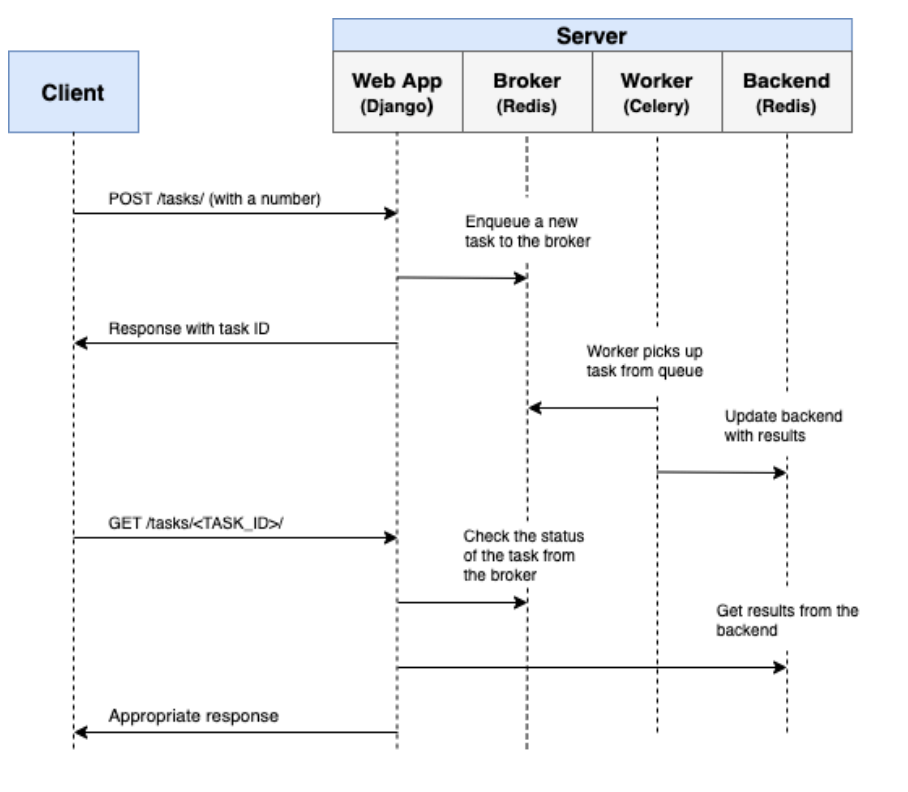 Server
Client
Web App
(Django)
Broker
(Redis)
Worker
(Celery)
Backend
(Redis)
POST /tasks/ (with a number)
Enqueue a new
task to the broker
Response with task ID
Worker picks up
task from queue
Update backend
with results
GET /tasks/<TASK_ID>/
Check the status
of the task from
the broker
Get results from the
backend
Appropriate response